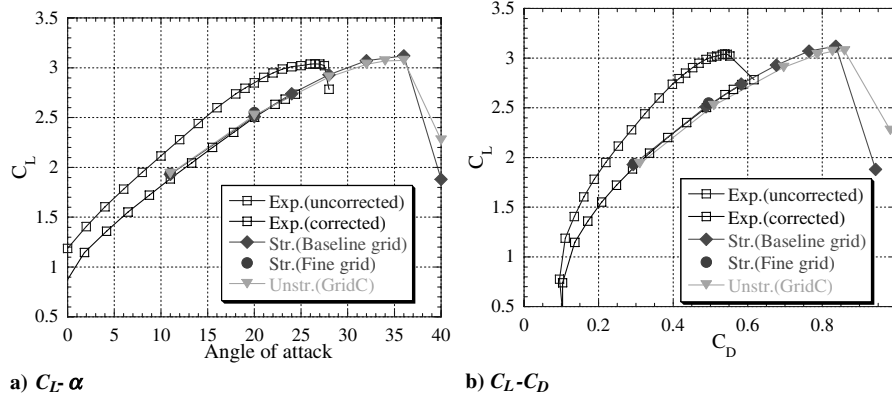 3.5
3
2.5
2
1.5
1
0.5
C_L
0 5 10 15 20 25 30 35 40
Angle of attack
Exp.(uncorrected)
Exp.(corrected)
Str.(Baseline grid)
Str.(Fine grid)
Unstr.(GridC)
a) C_L- α
3.5
3
2.5
2
1.5
1
0.5
C_L
0.2 0.4 0.6 0.8
C_D
Exp.(uncorrected)
Exp.(corrected)
Str.(Baseline grid)
Str.(Fine grid)
Unstr.(GridC)
b) C_L-C_D